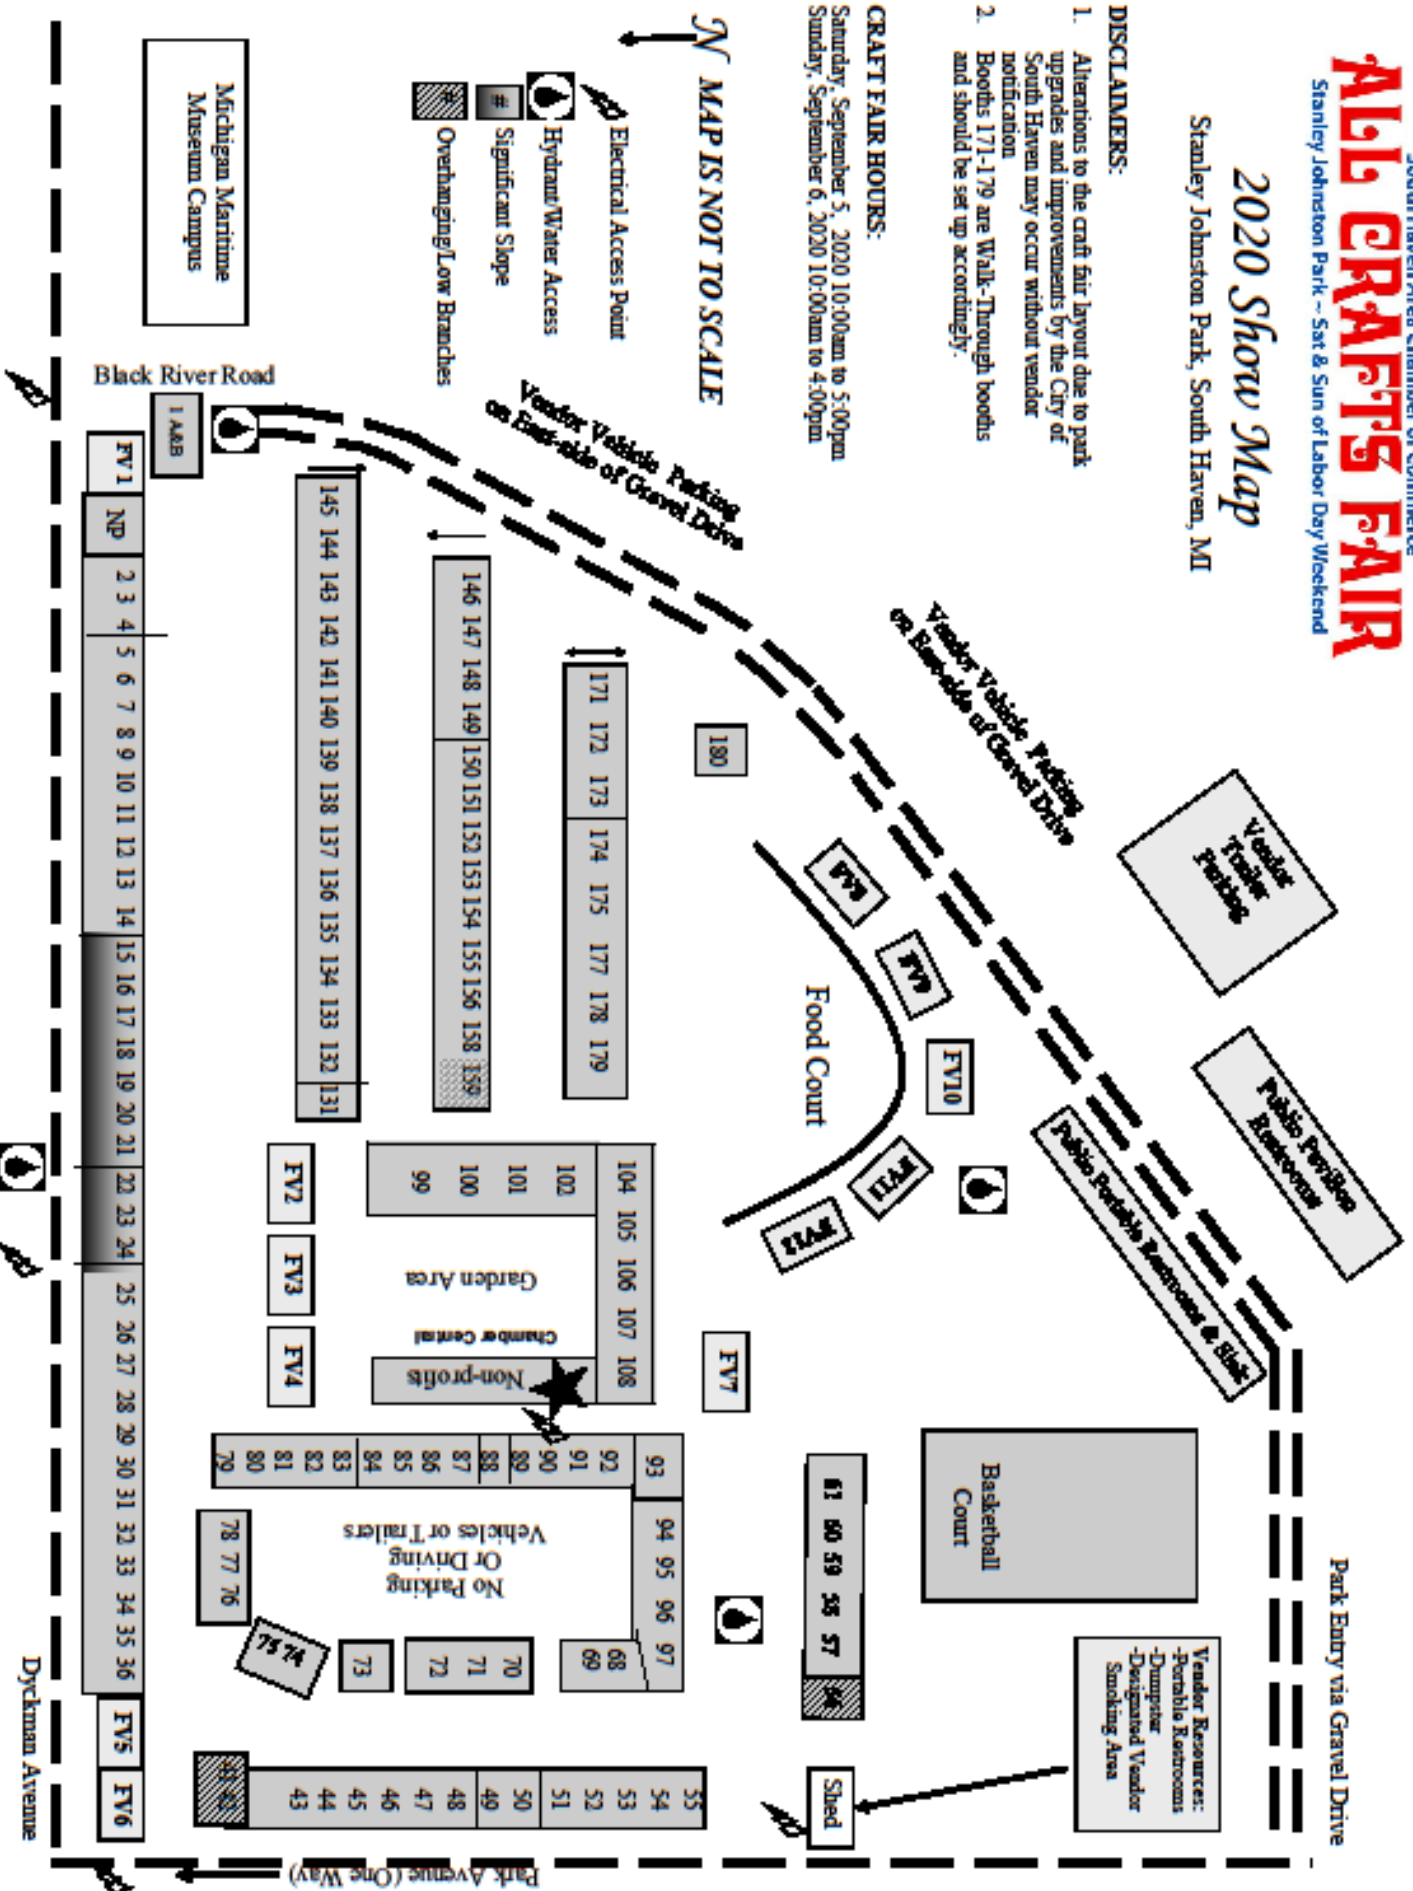 South Haven Area Chamber of Commerce
ALL CRAFTS FAIR
Stanley Johnston Park ~ Sat & Sun of Labor Day Weekend
2020 Show Map
Stanley Johnston Park, South Haven, MI
DISCLAIMERS:
1. Alterations to the craft fair layout due to park
upgrades and improvements by the City of
South Haven may occur without vendor
notification
2. Booths 171-179 are Walk-Through booths
and should be set up accordingly.
CRAFT FAIR HOURS:
Saturday, September 5, 2020 10:00am to 5:00pm
Sunday, September 6, 2020 10:00am to 4:00pm
N MAP IS NOT TO SCALE
Electrical Access Point
Hydrant/Water Access
# Significant Slope
# Overhanging/Low Branches
Michigan Maritime
Museum Campus
Black River Road
Vendor Vehicle Parking
on East-side of Gravel Drive
Vendor Vehicle Parking
on East-side of Gravel Drive
Vendor
Trailer
Parking
Public Pavilion
Restrooms
Public Portable Restrooms & Sink
Park Entry via Gravel Drive
Vendor Resources:
-Portable Restrooms
-Dumpster
-Designated Vendor
Smoking Area
Basketball
Court
Shed
Food Court
FV8
FV9
FV10
FV11
FV12
FV7
180
61 60 59 58 57 56
171 172 173 174 175 177 178 179
146 147 148 149 150 151 152 153 154 155 156 158 159
145 144 143 142 141 140 139 138 137 136 135 134 133 132 131
104 105 106 107 108
102
101
100
99
Garden Area
Chamber Central
Non-profits
FV2
FV3
FV4
93
94 95 96 97
92
91
90
89
88
87
86
85
84
83
82
81
80
79
No Parking
Or Driving
Vehicles or Trailers
68
69
70
71
72
73
75 74
78 77 76
55
54
53
52
51
50
49
48
47
46
45
44
43
1 A&B
FV1
NP
2 3 4 5 6 7 8 9 10 11 12 13 14 15 16 17 18 19 20 21 22 23 24 25 26 27 28 29 30 31 32 33 34 35 36
FV5
FV6
Dyckman Avenue
Park Avenue (One Way)